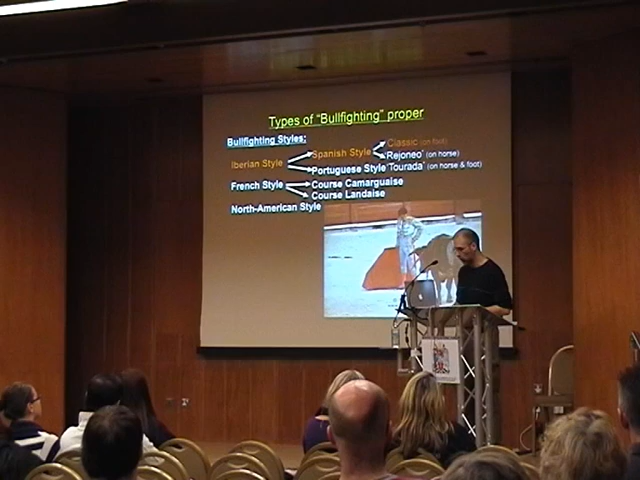 Types of "Bullfighting" proper
Bullfighting Styles:
Iberian Style
Spanish Style
Classic (on foot)
'Rejoneo' (on horse)
Portuguese Style 'Tourada' (on horse & foot)
French Style
Course Camarguaise
Course Landaise
North-American Style